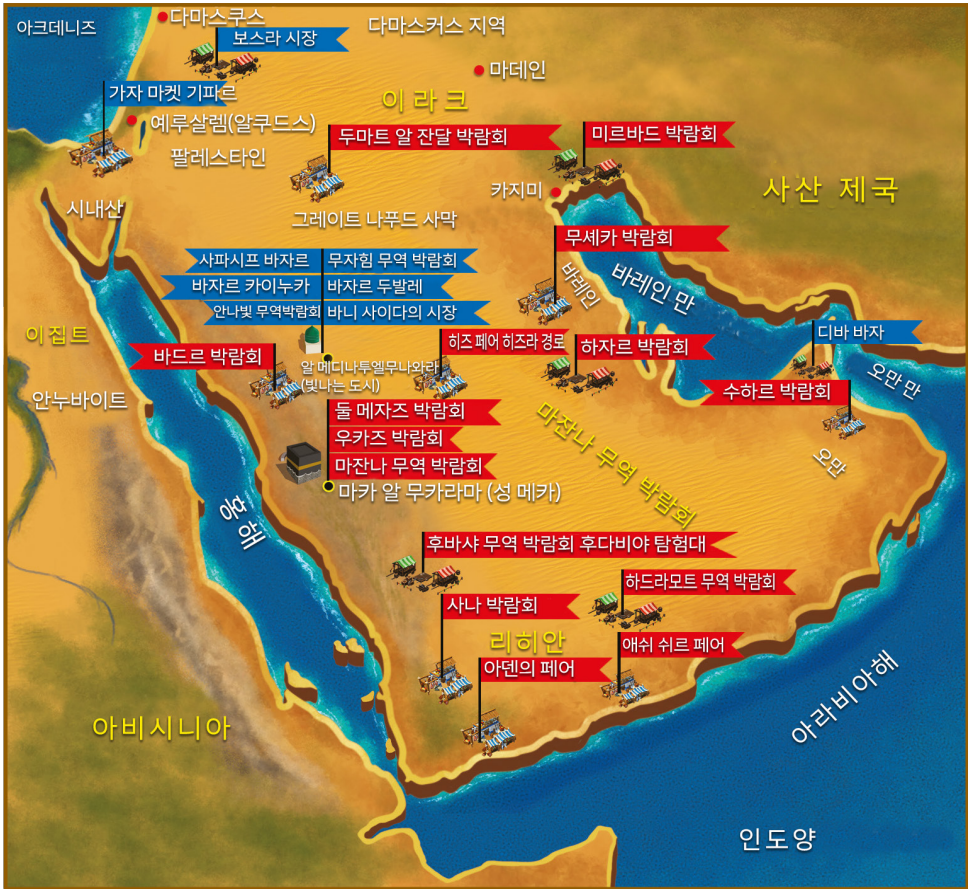 다마스쿠스
다마스커스 지역
아크데니즈
보스라 시장
마데인
가자 마켓 기파르
이라크
예루살렘(알쿠드스)
두마트 알 잔달 박람회
미르바드 박람회
팔레스타인
카지미
사산 제국
시내산
그레이트 나푸드 사막
무셰카 박람회
사파시프 바자르
무자힘 무역 박람회
바레인
바레인 만
바자르 카이누카
바자르 두발레
안나빛 무역박람회
바니 사이다의 시장
이집트
디바 바자
바드르 박람회
히즈 페어 히즈라 경로
하자르 박람회
알 메디나투엘무나와라
(빛나는 도시)
오만 만
수하르 박람회
안누바이트
둘 메자즈 박람회
우카즈 박람회
마잔나 무역 박람회
마잔나 무역 박람회
오만
마카 알 무카라마 (성 메카)
홍해
후바샤 무역 박람회 후다비야 탐험대
하드라모트 무역 박람회
사나 박람회
리히안
애쉬 쉬르 페어
아덴의 페어
아라비아해
아비시니아
인도양